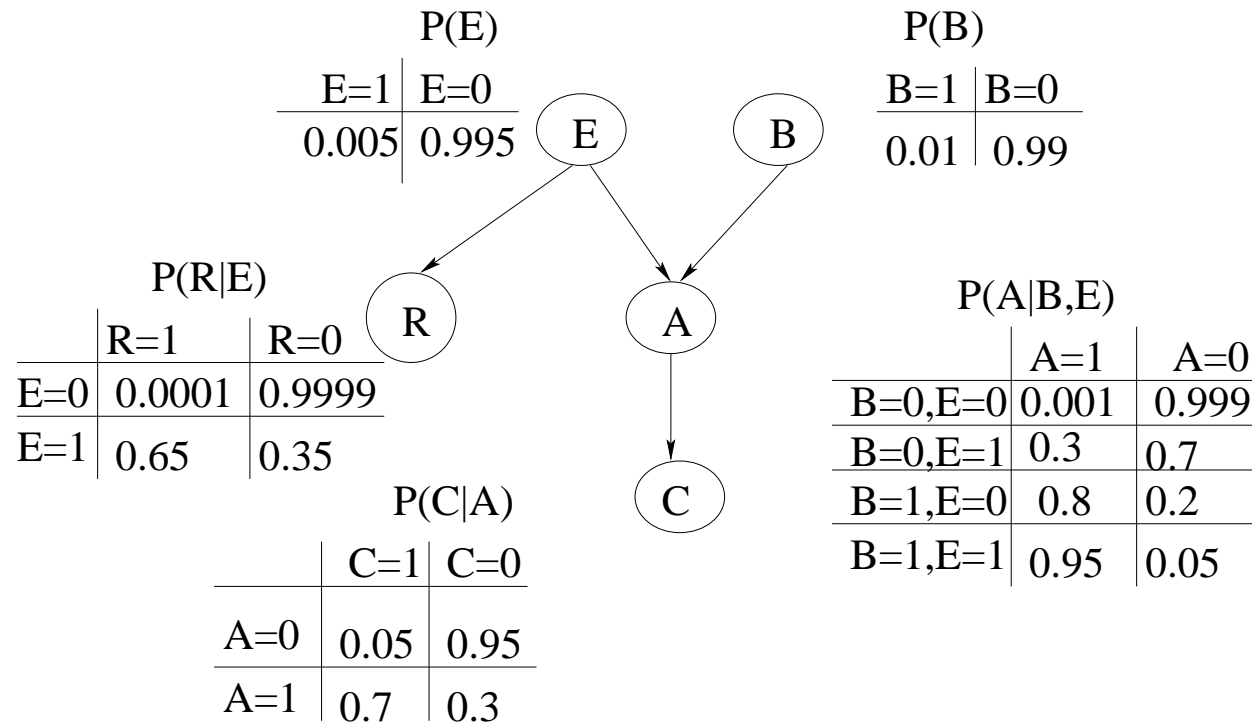 P(E)
P(B)
E=1 E=0
B=1 B=0
0.005 0.995
0.01 0.99
E
B
P(R|E)
R=1 R=0
E=0 0.0001 0.9999
E=1 0.65 0.35
R
A
P(A|B,E)
A=1 A=0
B=0,E=0 0.001 0.999
B=0,E=1 0.3 0.7
B=1,E=0 0.8 0.2
B=1,E=1 0.95 0.05
C
P(C|A)
C=1 C=0
A=0 0.05 0.95
A=1 0.7 0.3